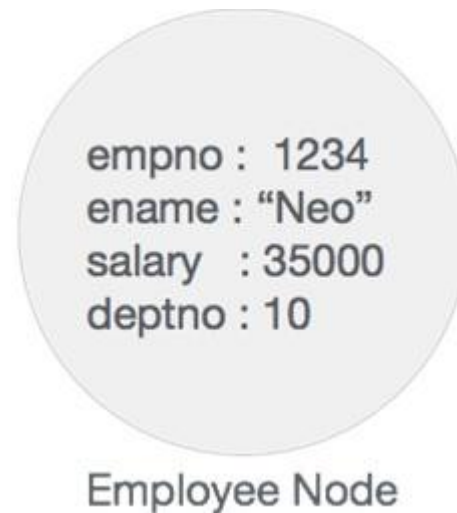 empno : 1234
ename : “Neo”
salary : 35000
deptno : 10
Employee Node